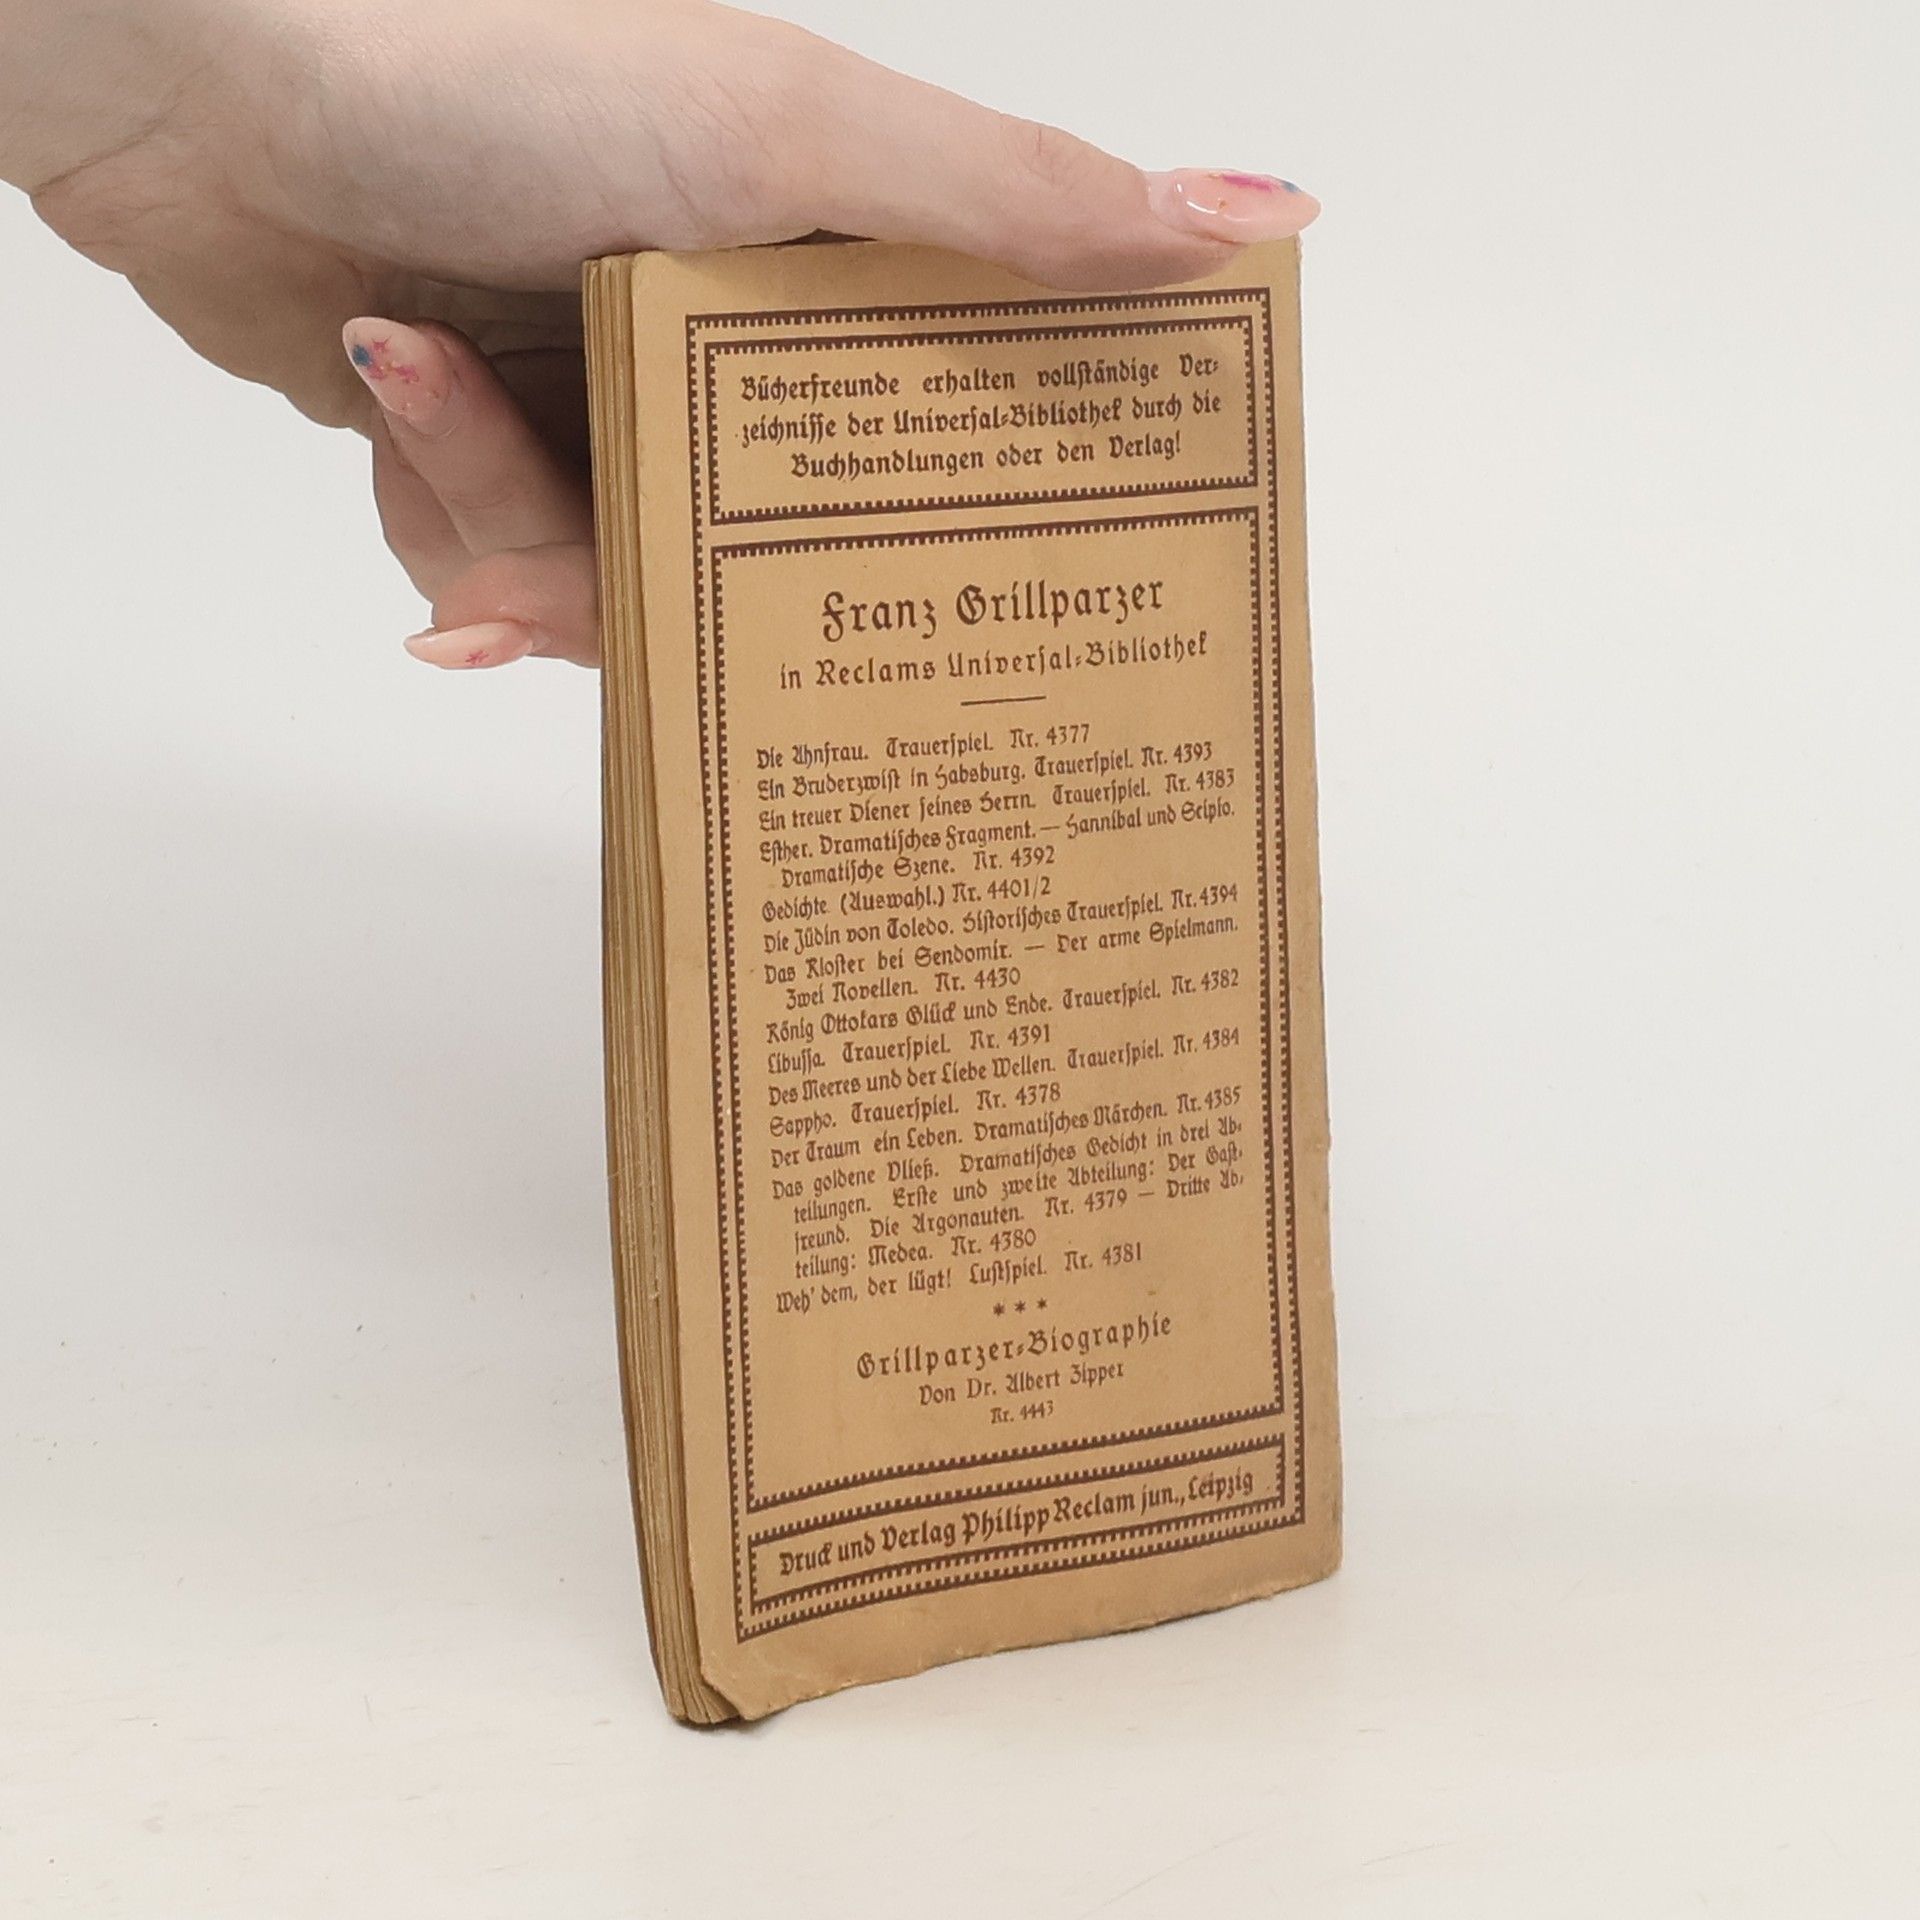 Bücherfreunde erhalten vollständige Ver-
zeichnisse der Universal-Bibliothek durch die
Buchhandlungen oder den Verlag!
Franz Grillparzer
in Reclams Universal-Bibliothek
Die Ahnfrau. Trauerspiel. Nr. 4377
Ein Bruderzwist in Habsburg. Trauerspiel. Nr. 4393
Ein treuer Diener seines Herrn. Trauerspiel. Nr. 4383
Esther. Dramatisches Fragment. — Hannibal und Scipio.
Dramatische Szene. Nr. 4392
Gedichte (Auswahl.) Nr. 4401/2
Die Jüdin von Toledo. Historisches Trauerspiel. Nr. 4394
Das Kloster bei Sendomir. — Der arme Spielmann.
Zwei Novellen. Nr. 4430
König Ottokars Glück und Ende. Trauerspiel. Nr. 4382
Libussa. Trauerspiel. Nr. 4391
Des Meeres und der Liebe Wellen. Trauerspiel. Nr. 4384
Sappho. Trauerspiel. Nr. 4378
Der Traum ein Leben. Dramatisches Märchen. Nr. 4385
Das goldene Vließ. Dramatisches Gedicht in drei Ab-
teilungen. Erste und zweite Abteilung: Der Gast-
freund. Die Argonauten. Nr. 4379 — Dritte Ab-
teilung: Medea. Nr. 4380
Weh' dem, der lügt! Lustspiel. Nr. 4381
* * *
Grillparzer-Biographie
Von Dr. Albert Zipper
Nr. 4443
Druck und Verlag Philipp Reclam jun., Leipzig